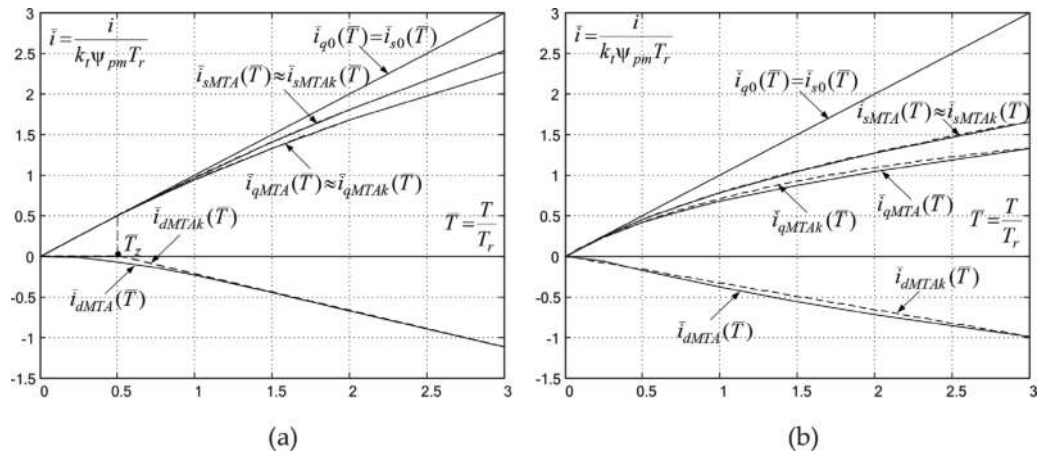 3
2.5
2
1.5
1
0.5
0
-0.5
-1
-1.5
0
0.5
1
1.5
2
2.5
3
ī = i / (k_t ψ_pm T_r)
ī_q0(T̄)=ī_s0(T̄)
ī_sMTA(T̄)≈ī_sMTAk(T̄)
ī_qMTA(T)≈ī_qMTAk(T)
ī_dMTAk(T̄)
T̄_z
ī_dMTA(T̄)
T̄ = T / T_r
(a)
3
2.5
2
1.5
1
0.5
0
-0.5
-1
-1.5
0
0.5
1
1.5
2
2.5
3
ī = i / (k_t ψ_pm T_r)
ī_q0(T̄)=ī_s0(T̄)
i_sMTA(T)≈ī_sMTAk(T)
ī_qMTA(T̄)
ī_qMTAk(T̄)
T̄ = T / T_r
ī_dMTAk(T̄)
ī_dMTA(T̄)
(b)